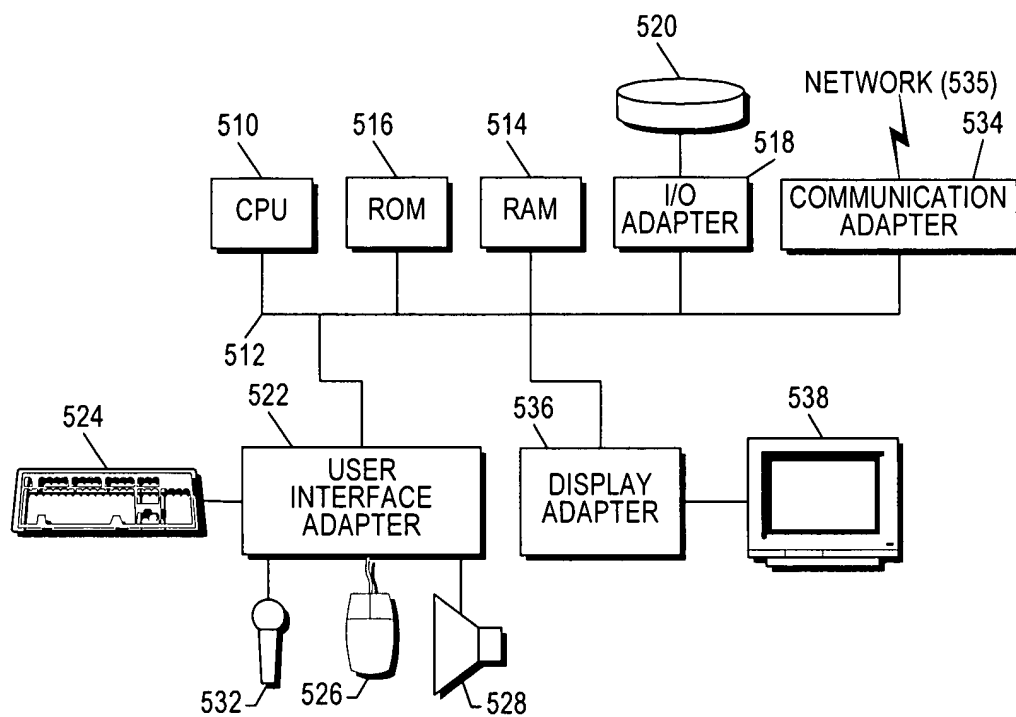 520
NETWORK (535)
510
516
514
518
534
CPU
ROM
RAM
I/O
ADAPTER
COMMUNICATION
ADAPTER
512
524
522
536
538
USER
INTERFACE
ADAPTER
DISPLAY
ADAPTER
532
526
528